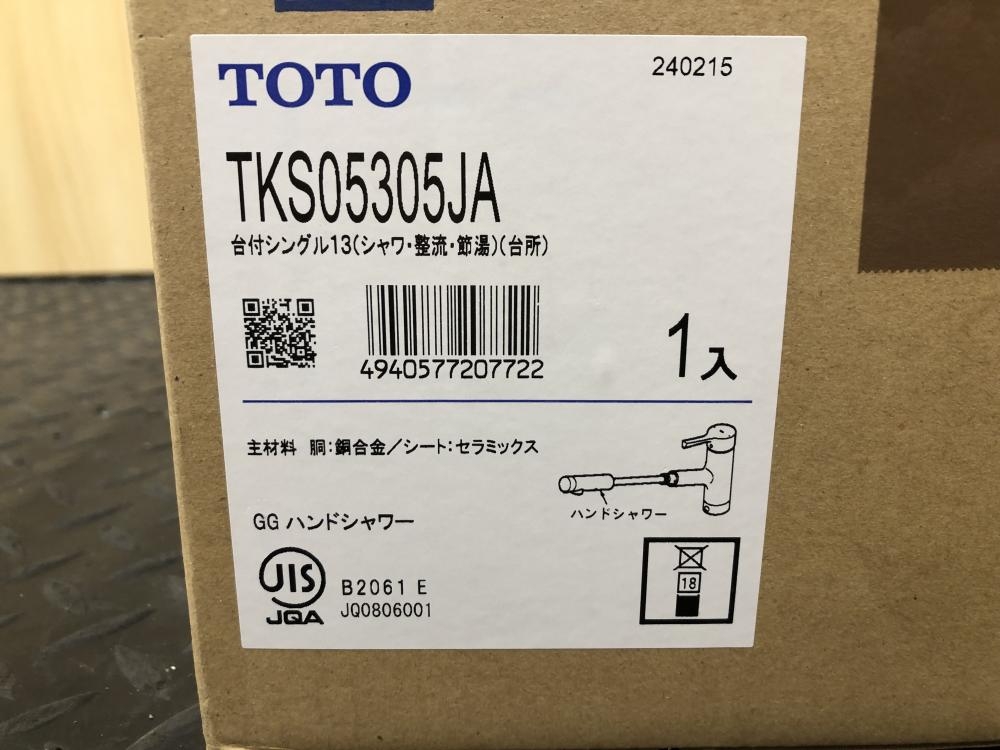 TOTO
240215
TKS05305JA
台付シングル13(シャワ・整流・節湯)(台所)
4940577207722
1入
主材料 胴:銅合金/シート:セラミックス
ハンドシャワー
GG ハンドシャワー
JIS
JQA
B2061 E
JQ0806001
18